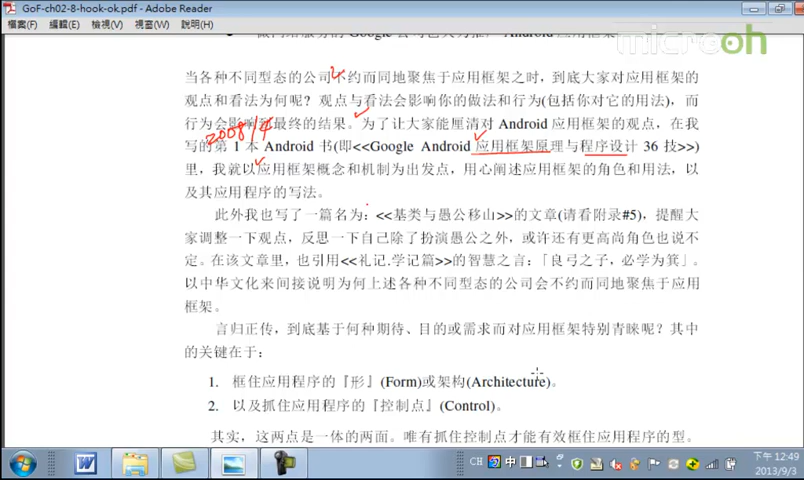 GoF-ch02-8-hook-ok.pdf - Adobe Reader
檔案(F) 編輯(E) 檢視(V) 視窗(W) 說明(H)
microoh
当各种不同型态的公司不约而同地聚焦于应用框架之时，到底大家对应用框架的
观点和看法为何呢？观点与看法会影响你的做法和行为(包括你对它的用法)，而
行为会影响到最终的结果。为了让大家能厘清对 Android 应用框架的观点，在我
2008/4
写的第 1 本 Android 书(即<<Google Android 应用框架原理与程序设计 36 技>>)
里，我就以应用框架概念和机制为出发点，用心阐述应用框架的角色和用法，以
及其应用程序的写法。
此外我也写了一篇名为：<<基类与愚公移山>>的文章(请看附录#5)，提醒大
家调整一下观点，反思一下自己除了扮演愚公之外，或许还有更高尚角色也说不
定。在该文章里，也引用<<礼记.学记篇>>的智慧之言：「良弓之子，必学为箕」。
以中华文化来间接说明为何上述各种不同型态的公司会不约而同地聚焦于应用
框架。
言归正传，到底基于何种期待、目的或需求而对应用框架特别青睐呢？其中
的关键在于：
1. 框住应用程序的『形』(Form)或架构(Architecture)。
2. 以及抓住应用程序的『控制点』(Control)。
其实，这两点是一体的两面。唯有抓住控制点才能有效框住应用程序的型。
CH 中 下午 12:49
2013/9/3